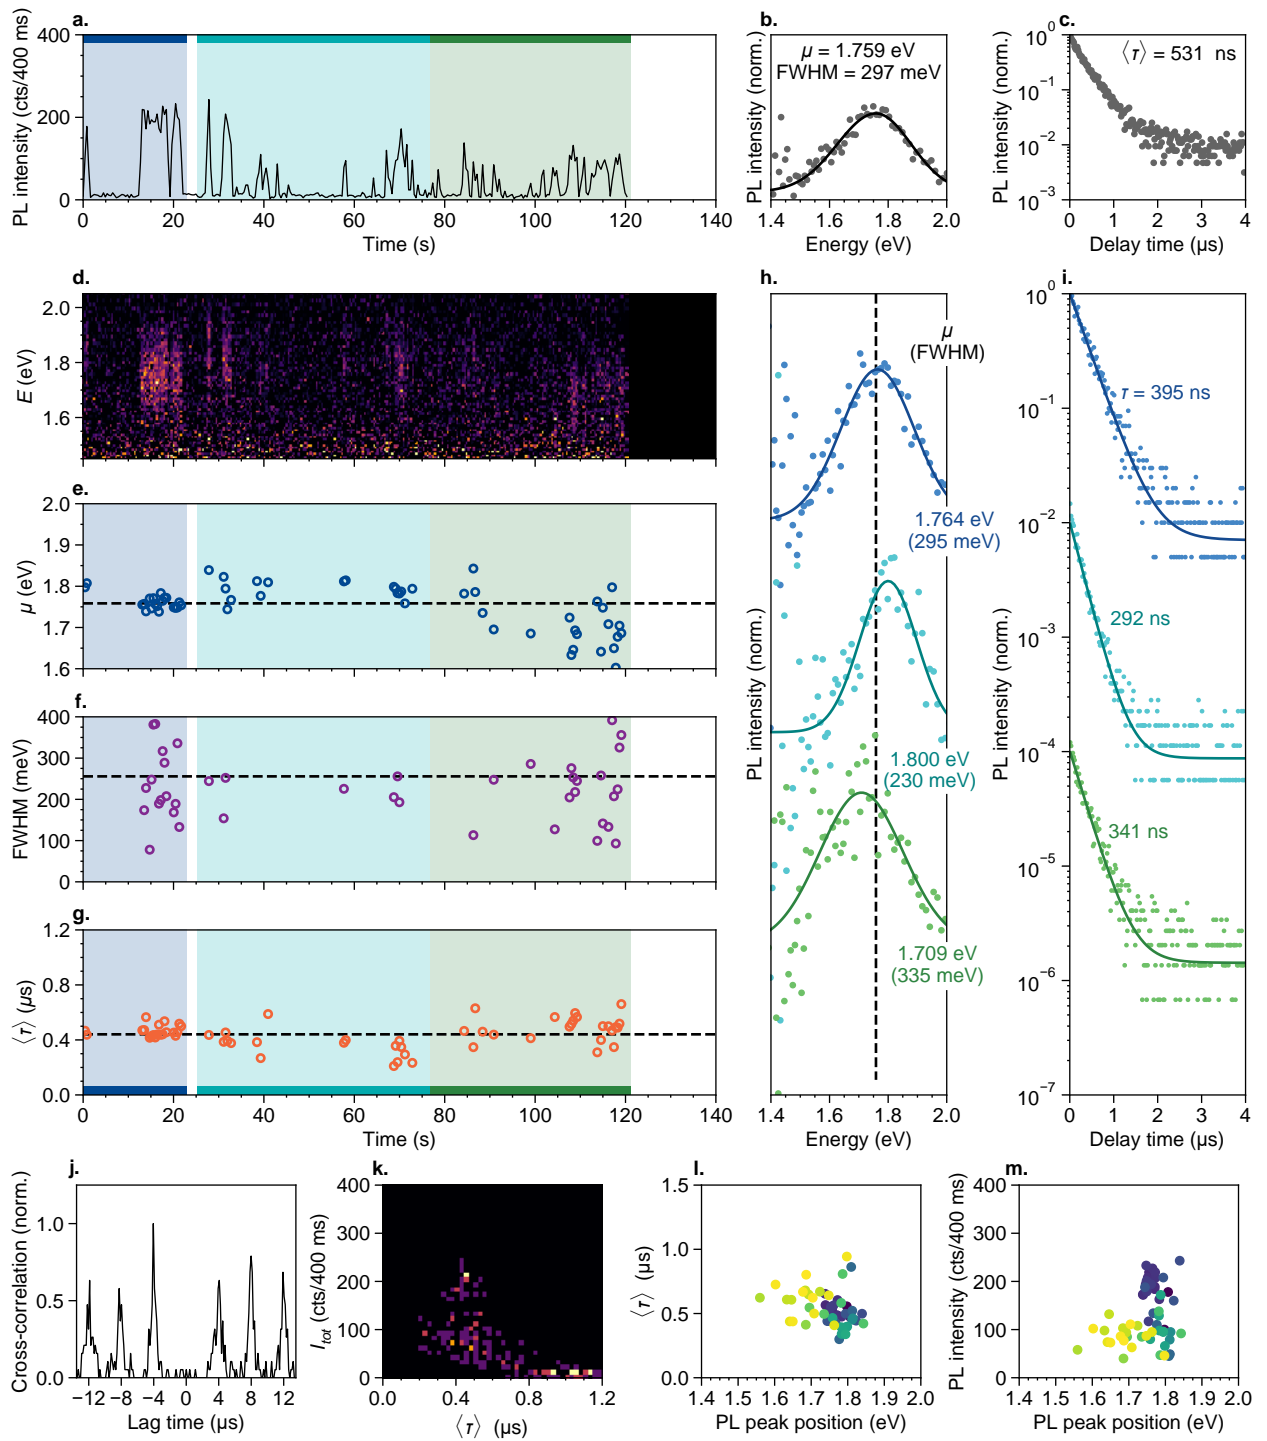 a.
400
300
200
100
0
PL intensity (cts/400 ms)
0 20 40 60 80 100 120 140
Time (s)
b.
μ = 1.759 eV
FWHM = 297 meV
PL intensity (norm.)
1.4 1.6 1.8 2.0
Energy (eV)
c.
⟨τ⟩ = 531 ns
10⁰
10⁻¹
10⁻²
10⁻³
PL intensity (norm.)
0 1 2 3 4
Delay time (μs)
d.
2.0
1.8
1.6
E (eV)
e.
2.0
1.9
1.8
1.7
1.6
μ (eV)
f.
400
300
200
100
0
FWHM (meV)
g.
1.2
0.8
0.4
0.0
⟨τ⟩ (μs)
0 20 40 60 80 100 120 140
Time (s)
h.
μ
(FWHM)
1.764 eV
(295 meV)
1.800 eV
(230 meV)
1.709 eV
(335 meV)
PL intensity (norm.)
1.4 1.6 1.8 2.0
Energy (eV)
i.
10⁰
10⁻¹
10⁻²
10⁻³
10⁻⁴
10⁻⁵
10⁻⁶
10⁻⁷
τ = 395 ns
292 ns
341 ns
PL intensity (norm.)
0 1 2 3 4
Delay time (μs)
j.
1.0
0.5
0.0
Cross-correlation (norm.)
−12 −8 −4 0 4 8 12
Lag time (μs)
k.
400
300
200
100
0
I_tot (cts/400 ms)
0.0 0.4 0.8 1.2
⟨τ⟩ (μs)
l.
1.5
1.0
0.5
0.0
⟨τ⟩ (μs)
1.4 1.5 1.6 1.7 1.8 1.9 2.0
PL peak position (eV)
m.
400
300
200
100
0
PL intensity (cts/400 ms)
1.4 1.5 1.6 1.7 1.8 1.9 2.0
PL peak position (eV)